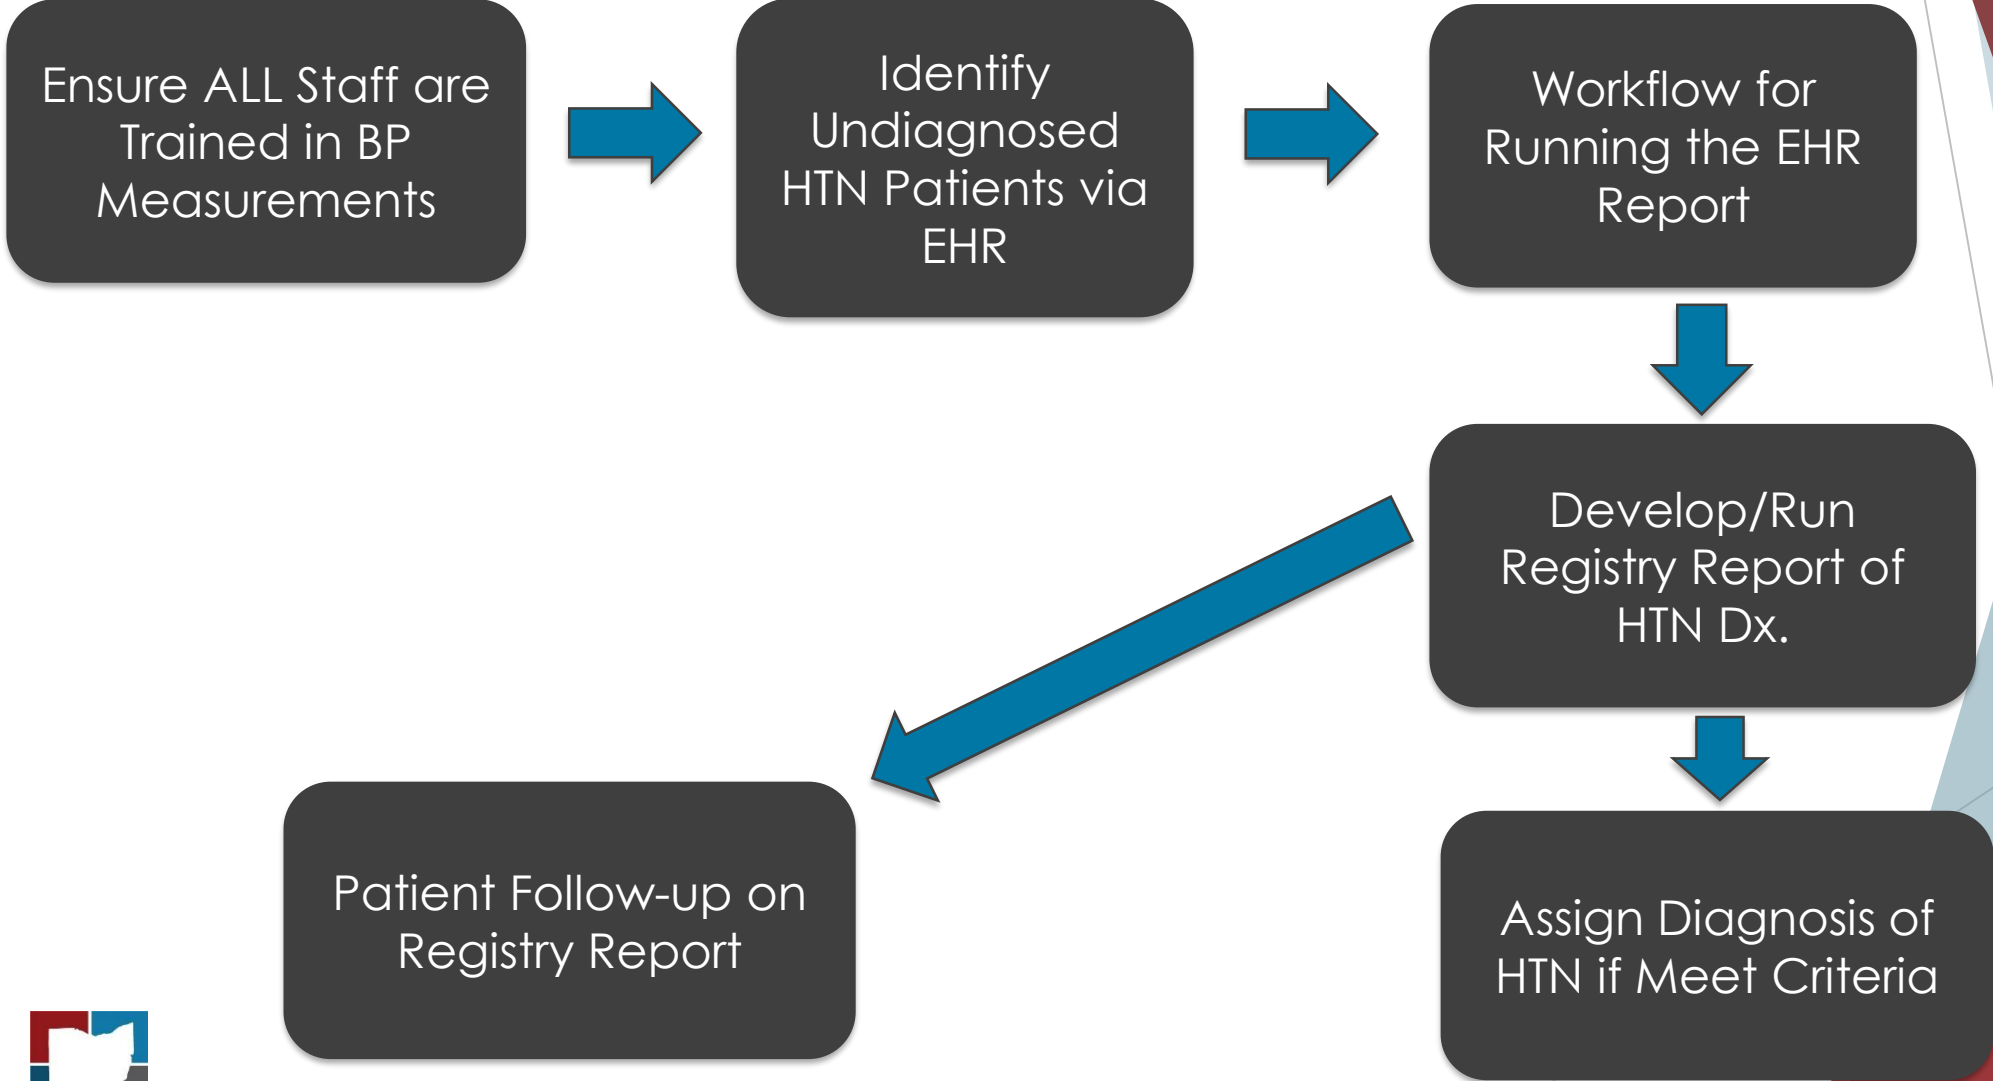 Ensure ALL Staff are
Trained in BP
Measurements
Identify
Undiagnosed
HTN Patients via
EHR
Workflow for
Running the EHR
Report
Develop/Run
Registry Report of
HTN Dx.
Patient Follow-up on
Registry Report
Assign Diagnosis of
HTN if Meet Criteria